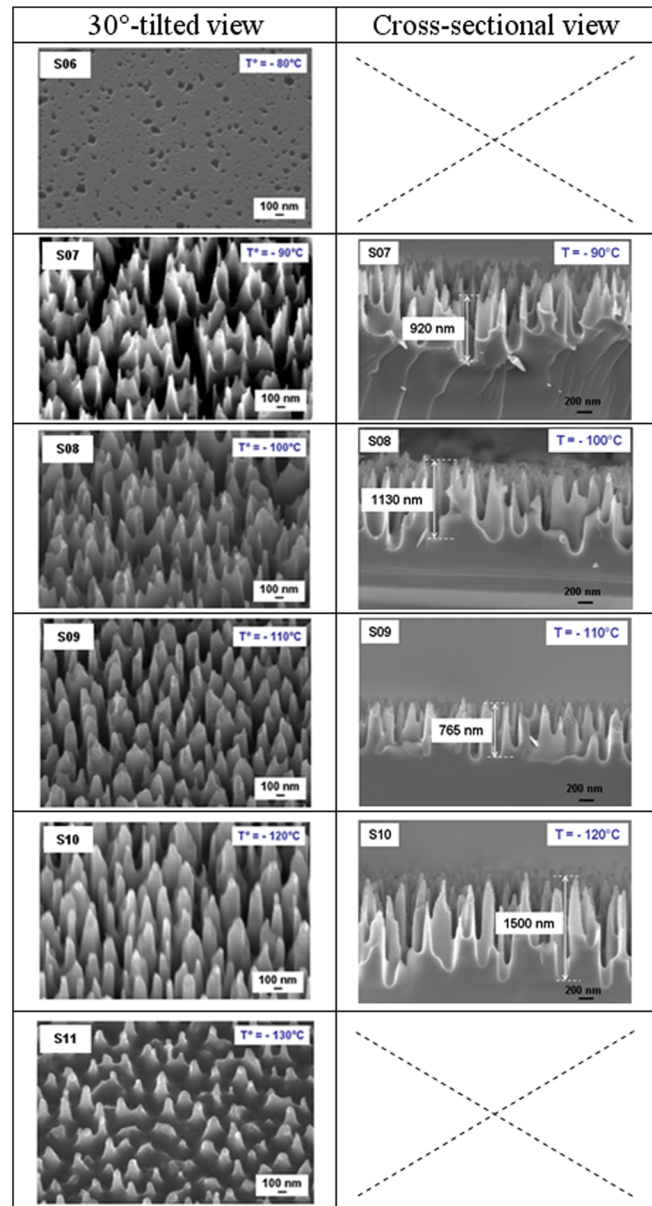 30°-tilted view
Cross-sectional view
S06
T° = - 80°C
100 nm
S07
T° = - 90°C
100 nm
S07
T = - 90°C
920 nm
200 nm
S08
T° = - 100°C
100 nm
S08
T = - 100°C
1130 nm
200 nm
S09
T° = - 110°C
100 nm
S09
T = - 110°C
765 nm
200 nm
S10
T° = - 120°C
100 nm
S10
T = - 120°C
1500 nm
200 nm
S11
T° = - 130°C
100 nm